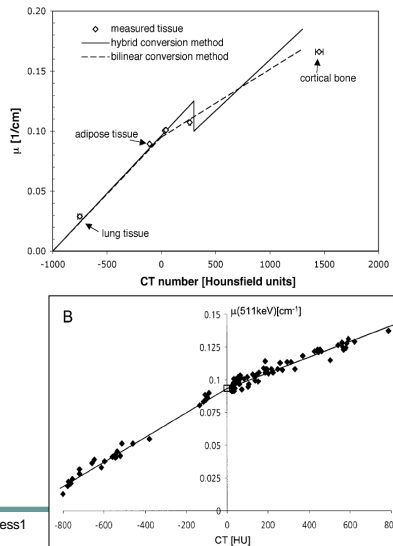 0.20
0.15
0.10
0.05
0.00
μ [1/cm]
measured tissue
hybrid conversion method
bilinear conversion method
cortical bone
adipose tissue
lung tissue
-1000 -500 0 500 1000 1500 2000
CT number [Hounsfield units]
B
μ(511keV)[cm⁻¹]
0.15
0.125
0.1
0.075
0.05
0.025
0
-800 -600 -400 -200 0 200 400 600 800
CT [HU]
ess1